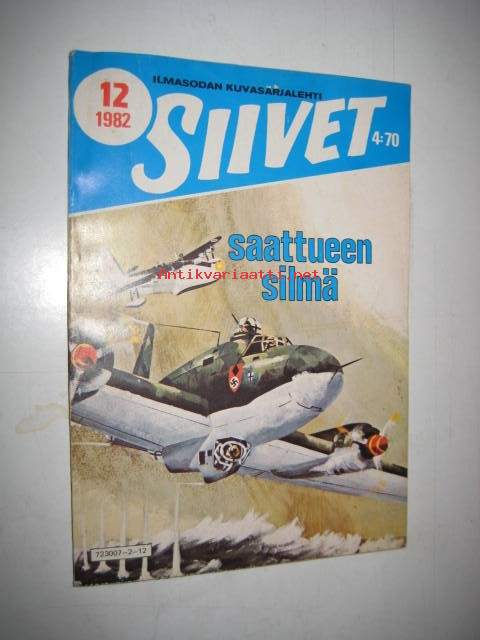 ILMASODAN KUVASARJALEHTI
12
1982
SIIVET
4:70
saattueen
Antikvariaatti.net
silmä
723007-2-12